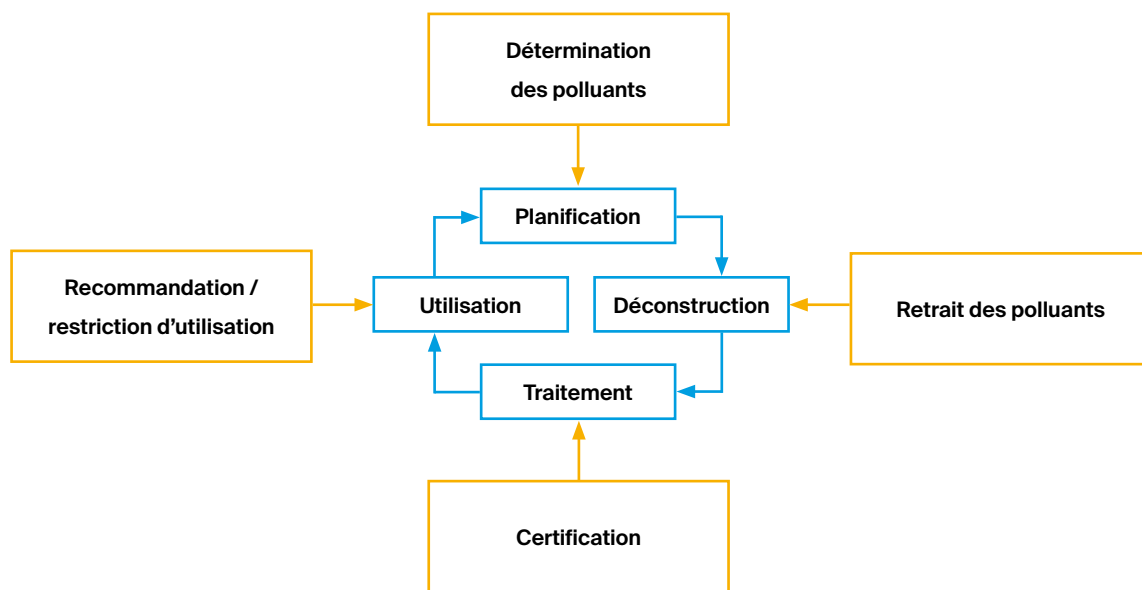 Détermination
des polluants
Planification
Recommandation /
restriction d’utilisation
Utilisation
Déconstruction
Retrait des polluants
Traitement
Certification